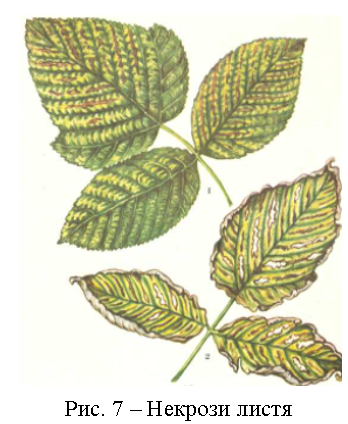 Рис. 7 – Некрози листя